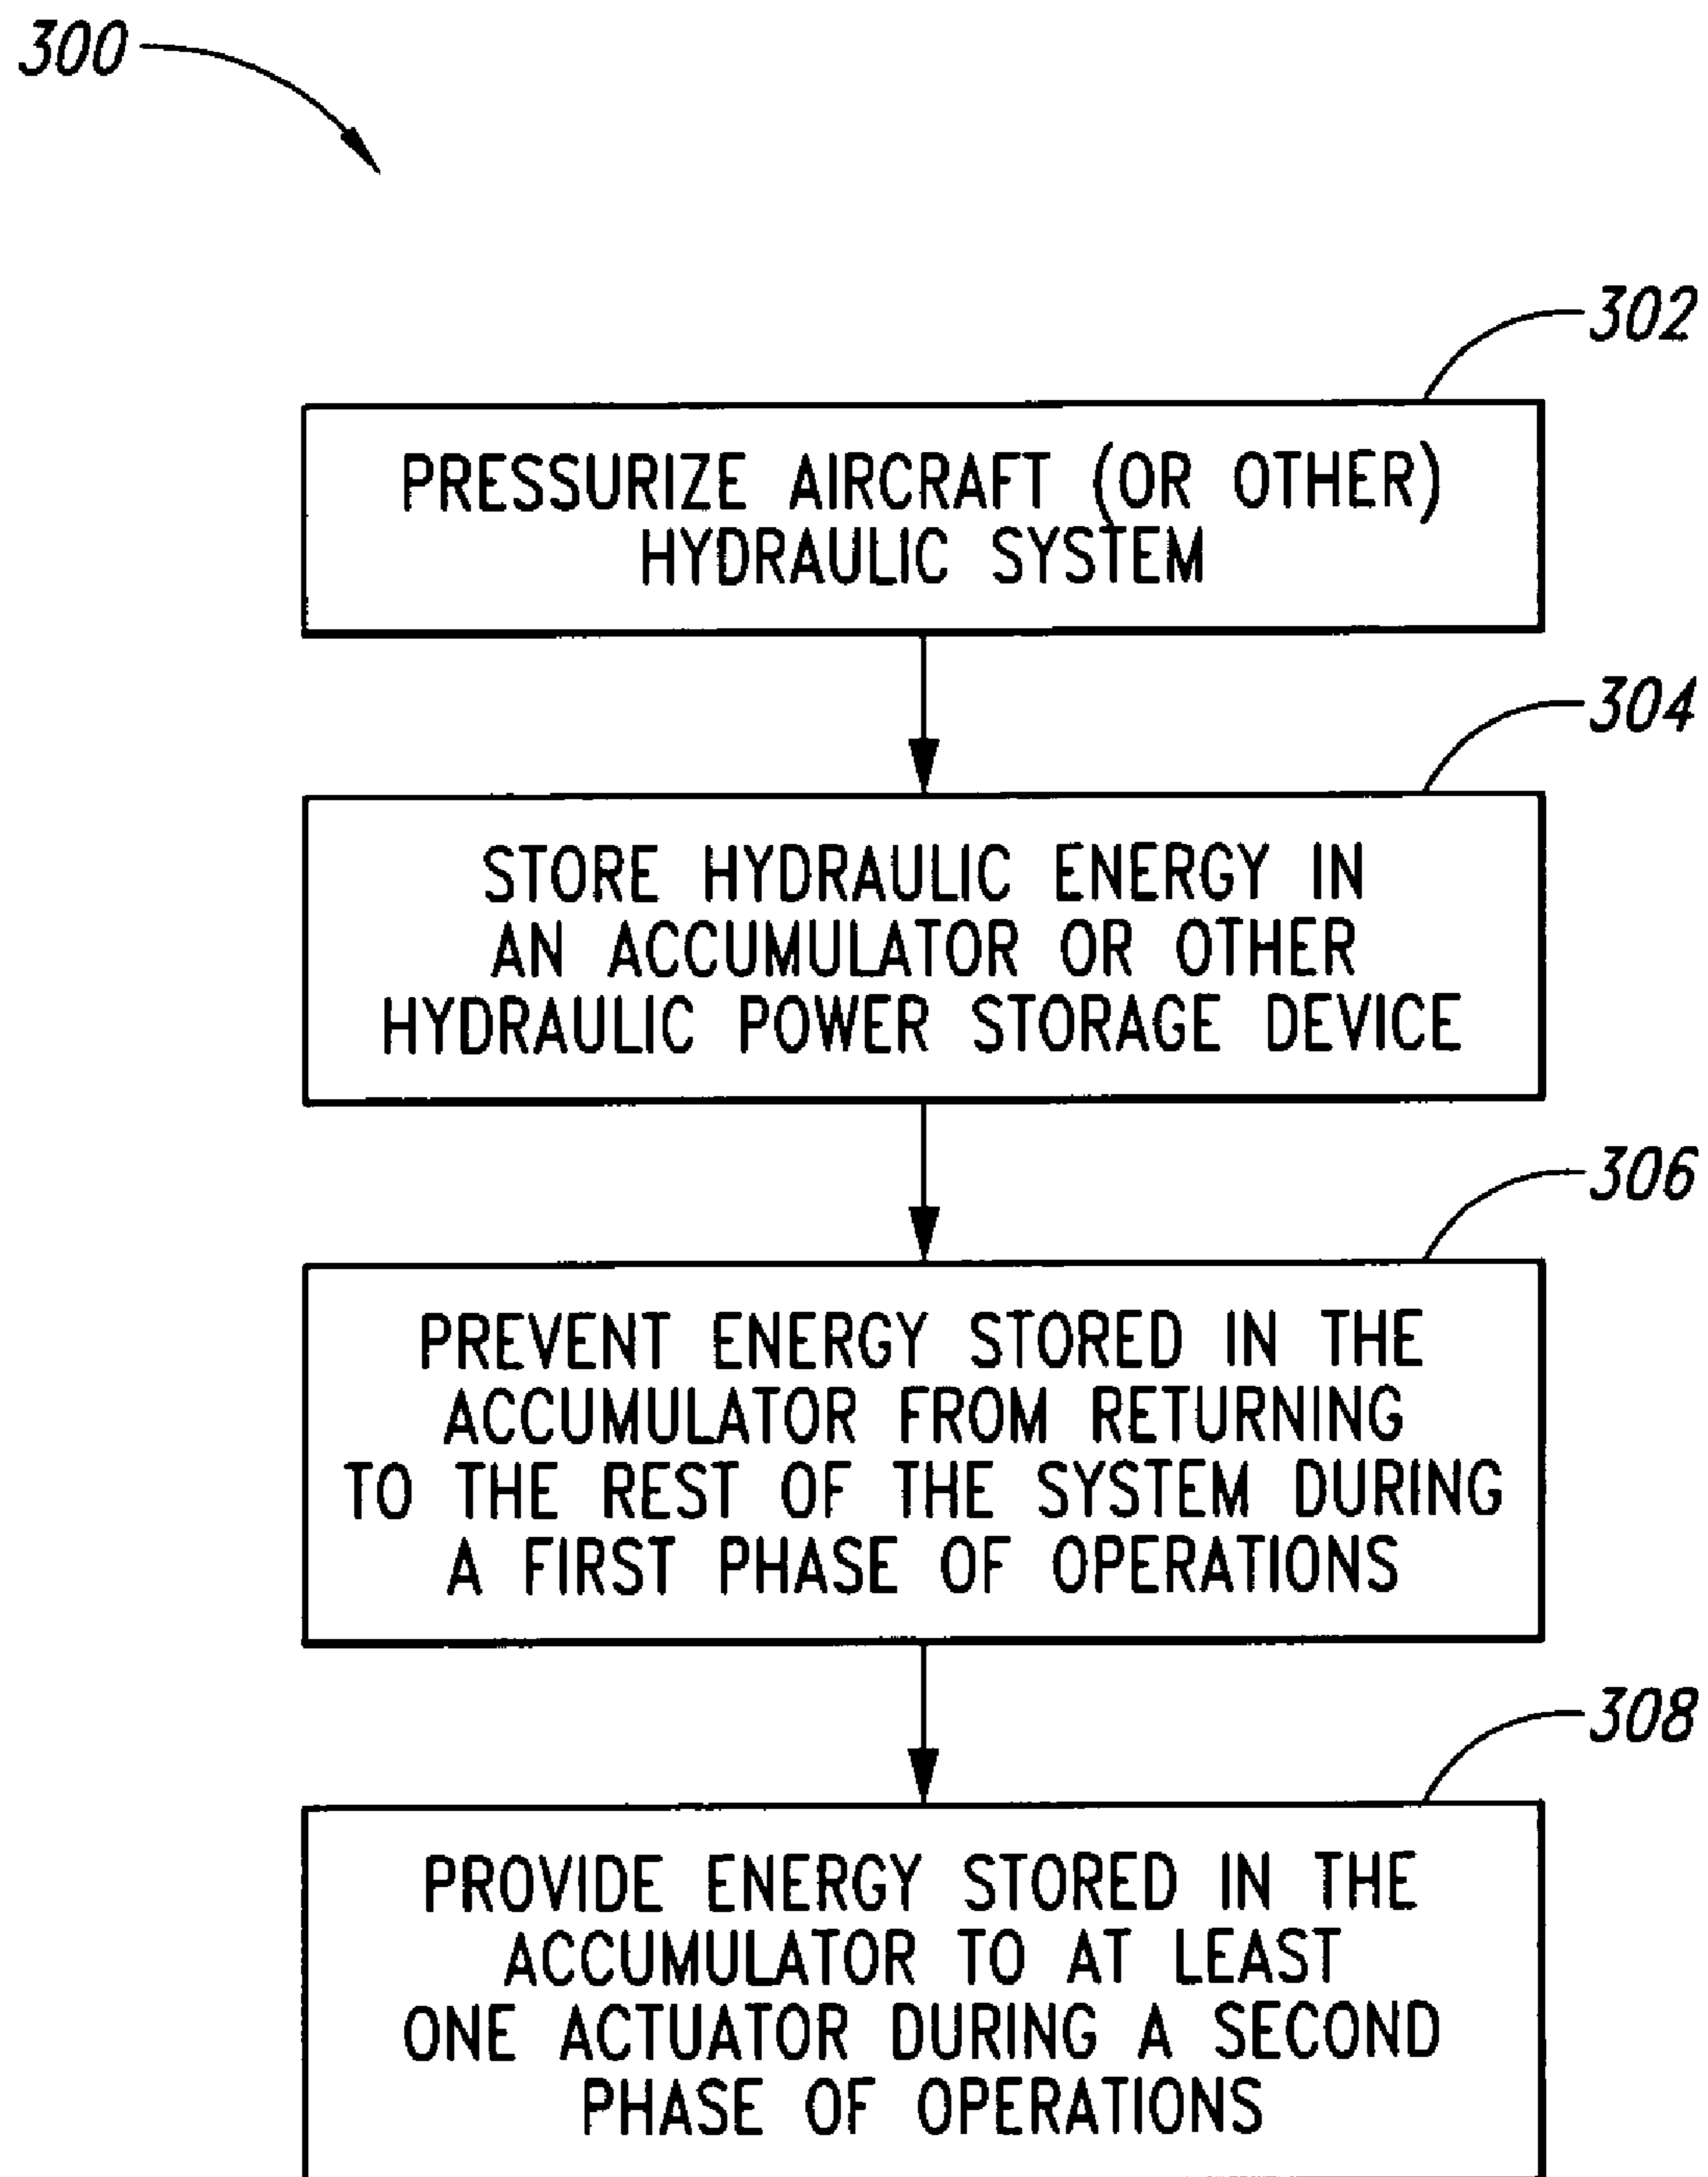 300
302
PRESSURIZE AIRCRAFT (OR OTHER)
HYDRAULIC SYSTEM
304
STORE HYDRAULIC ENERGY IN
AN ACCUMULATOR OR OTHER
HYDRAULIC POWER STORAGE DEVICE
306
PREVENT ENERGY STORED IN THE
ACCUMULATOR FROM RETURNING
TO THE REST OF THE SYSTEM DURING
A FIRST PHASE OF OPERATIONS
308
PROVIDE ENERGY STORED IN THE
ACCUMULATOR TO AT LEAST
ONE ACTUATOR DURING A SECOND
PHASE OF OPERATIONS